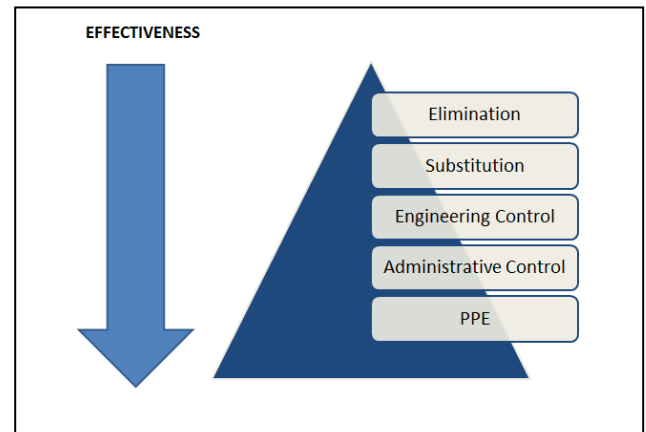 EFFECTIVENESS
Elimination
Substitution
Engineering Control
Administrative Control
PPE